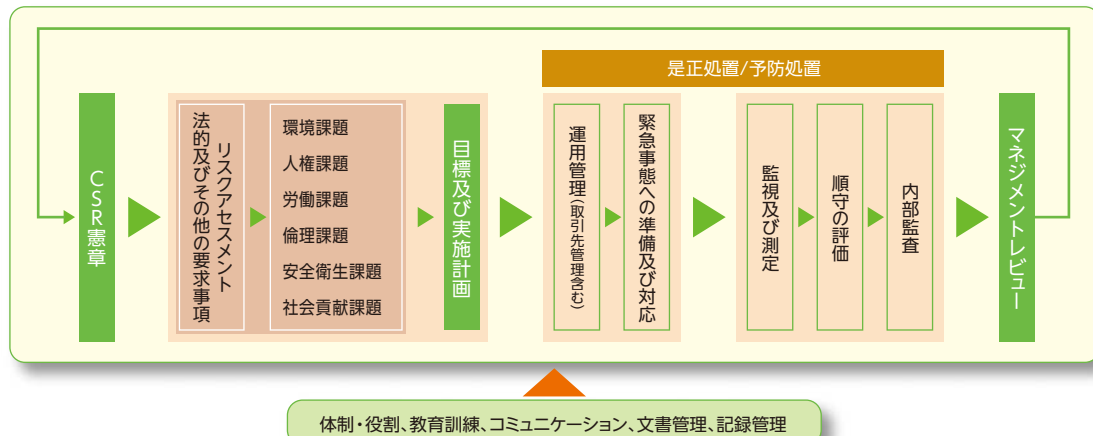 是正処置/予防処置
CSR憲章
リスクアセスメント
法的及びその他の要求事項
環境課題
人権課題
労働課題
倫理課題
安全衛生課題
社会貢献課題
目標及び実施計画
運用管理(取引先管理含む)
緊急事態への準備及び対応
監視及び測定
順守の評価
内部監査
マネジメントレビュー
体制・役割、教育訓練、コミュニケーション、文書管理、記録管理